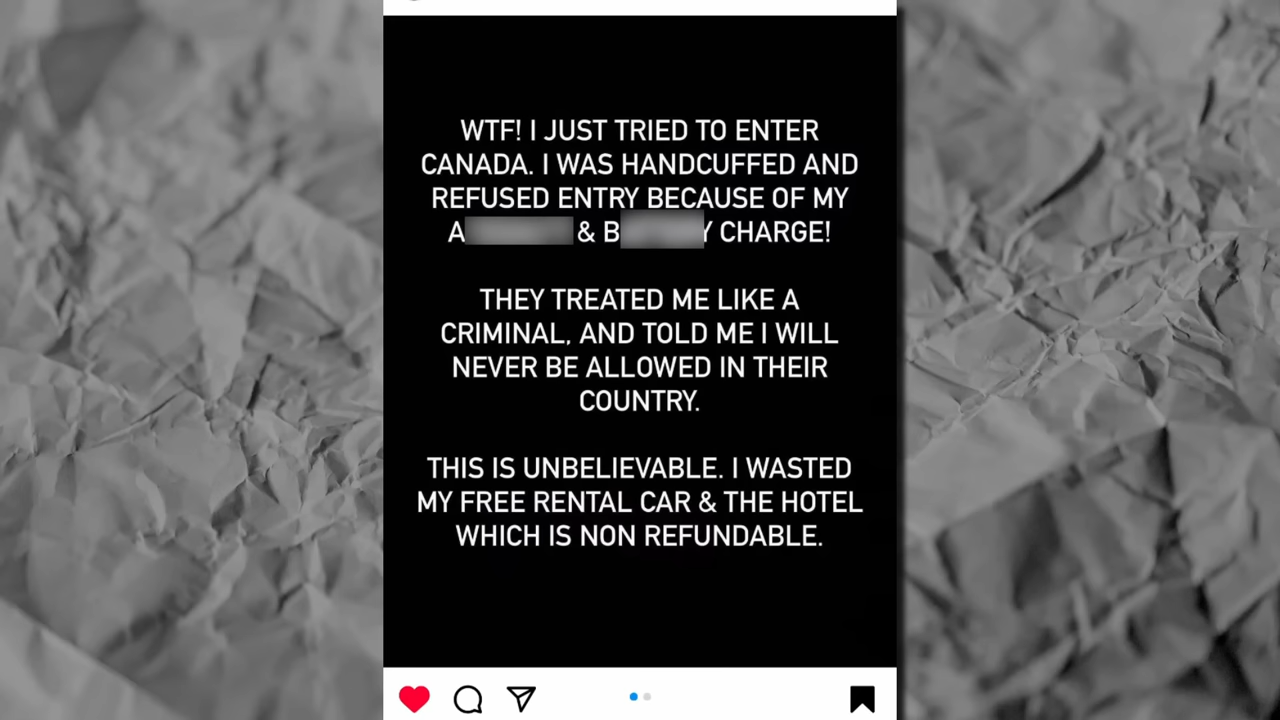 WTF! I JUST TRIED TO ENTER
CANADA. I WAS HANDCUFFED AND
REFUSED ENTRY BECAUSE OF MY
A & B Y CHARGE!
THEY TREATED ME LIKE A
CRIMINAL, AND TOLD ME I WILL
NEVER BE ALLOWED IN THEIR
COUNTRY.
THIS IS UNBELIEVABLE. I WASTED
MY FREE RENTAL CAR & THE HOTEL
WHICH IS NON REFUNDABLE.